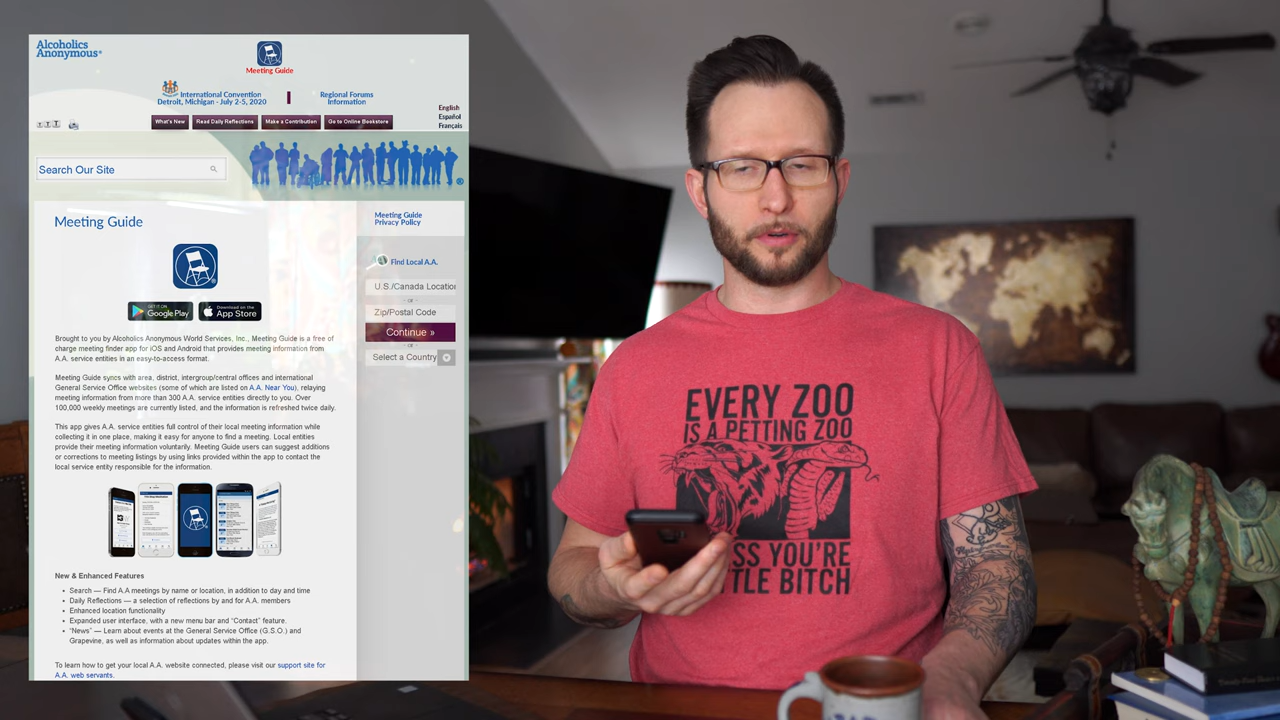 Alcoholics
Anonymous®
Meeting Guide
International Convention
Detroit, Michigan - July 2-5, 2020
Regional Forums
Information
English
Español
Français
T T T
What's New
Read Daily Reflections
Make a Contribution
Go to Online Bookstore
Search Our Site
Meeting Guide
GET IT ON
Google Play
Download on the
App Store
Brought to you by Alcoholics Anonymous World Services, Inc., Meeting Guide is a free of
charge meeting finder app for iOS and Android that provides meeting information from
A.A. service entities in an easy-to-access format.
Meeting Guide syncs with area, district, intergroup/central offices and international
General Service Office websites (some of which are listed on A.A. Near You), relaying
meeting information from more than 300 A.A. service entities directly to you. Over
100,000 weekly meetings are currently listed, and the information is refreshed twice daily.
This app gives A.A. service entities full control of their local meeting information while
collecting it in one place, making it easy for anyone to find a meeting. Local entities
provide their meeting information voluntarily. Meeting Guide users can suggest additions
or corrections to meeting listings by using links provided within the app to contact the
local service entity responsible for the information.
New & Enhanced Features
• Search — Find A.A meetings by name or location, in addition to day and time
• Daily Reflections — a selection of reflections by and for A.A. members
• Enhanced location functionality
• Expanded user interface, with a new menu bar and “Contact” feature.
• “News” — Learn about events at the General Service Office (G.S.O.) and
Grapevine, as well as information about updates within the app.
To learn how to get your local A.A. website connected, please visit our support site for
A.A. web servants.
Meeting Guide
Privacy Policy
Find Local A.A.
U.S./Canada Location
- or -
Zip/Postal Code
Continue »
- or -
Select a Country
EVERY ZOO
IS A PETTING ZOO
SS YOU'RE
TTLE BITCH